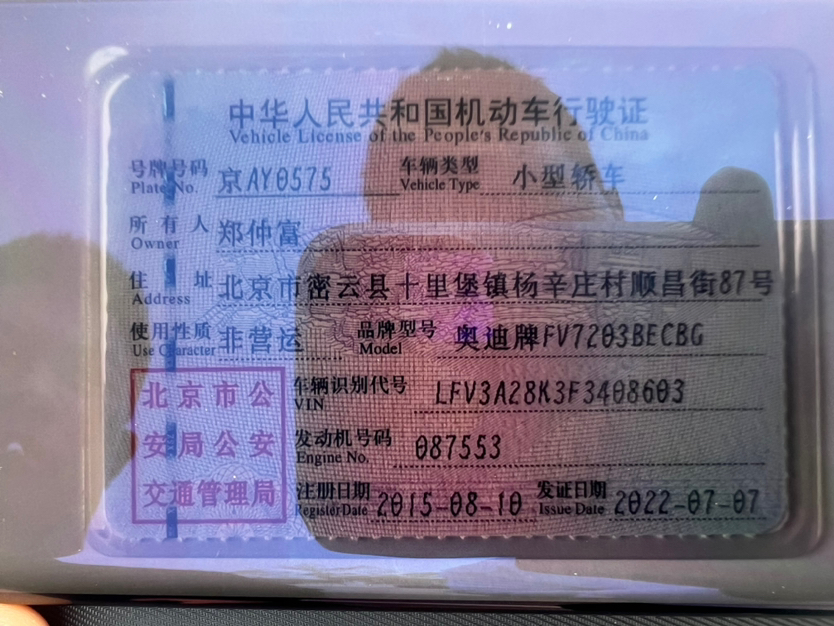 中华人民共和国机动车行驶证
Vehicle License of the People's Republic of China
号牌号码 京AY0575 车辆类型 小型轿车
Plate No. Vehicle Type
所有人 郑仲富
Owner
住址 北京市密云县十里堡镇杨辛庄村顺昌街87号
Address
使用性质 非营运 品牌型号 奥迪牌FV7203BECBG
Use Character Model
北京市公 车辆识别代号 LFV3A28K3F3408603
VIN
安局公安 发动机号码 087553
Engine No.
交通管理局 注册日期 2015-08-10 发证日期 2022-07-07
Register Date Issue Date